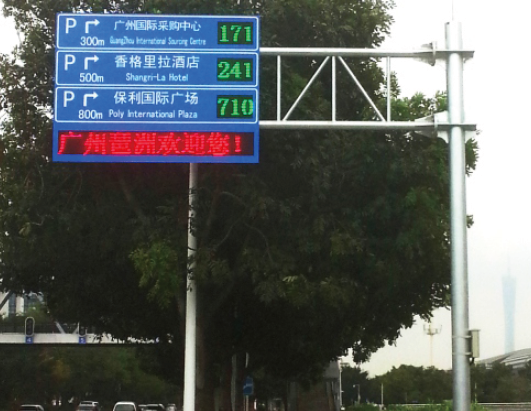 P 广州国际采购中心 171
300m GuangZhou International Sourcing Centre
P 香格里拉酒店 241
500m Shangri-La Hotel
P 保利国际广场 710
800m Poly International Plaza
广州琶洲欢迎您！